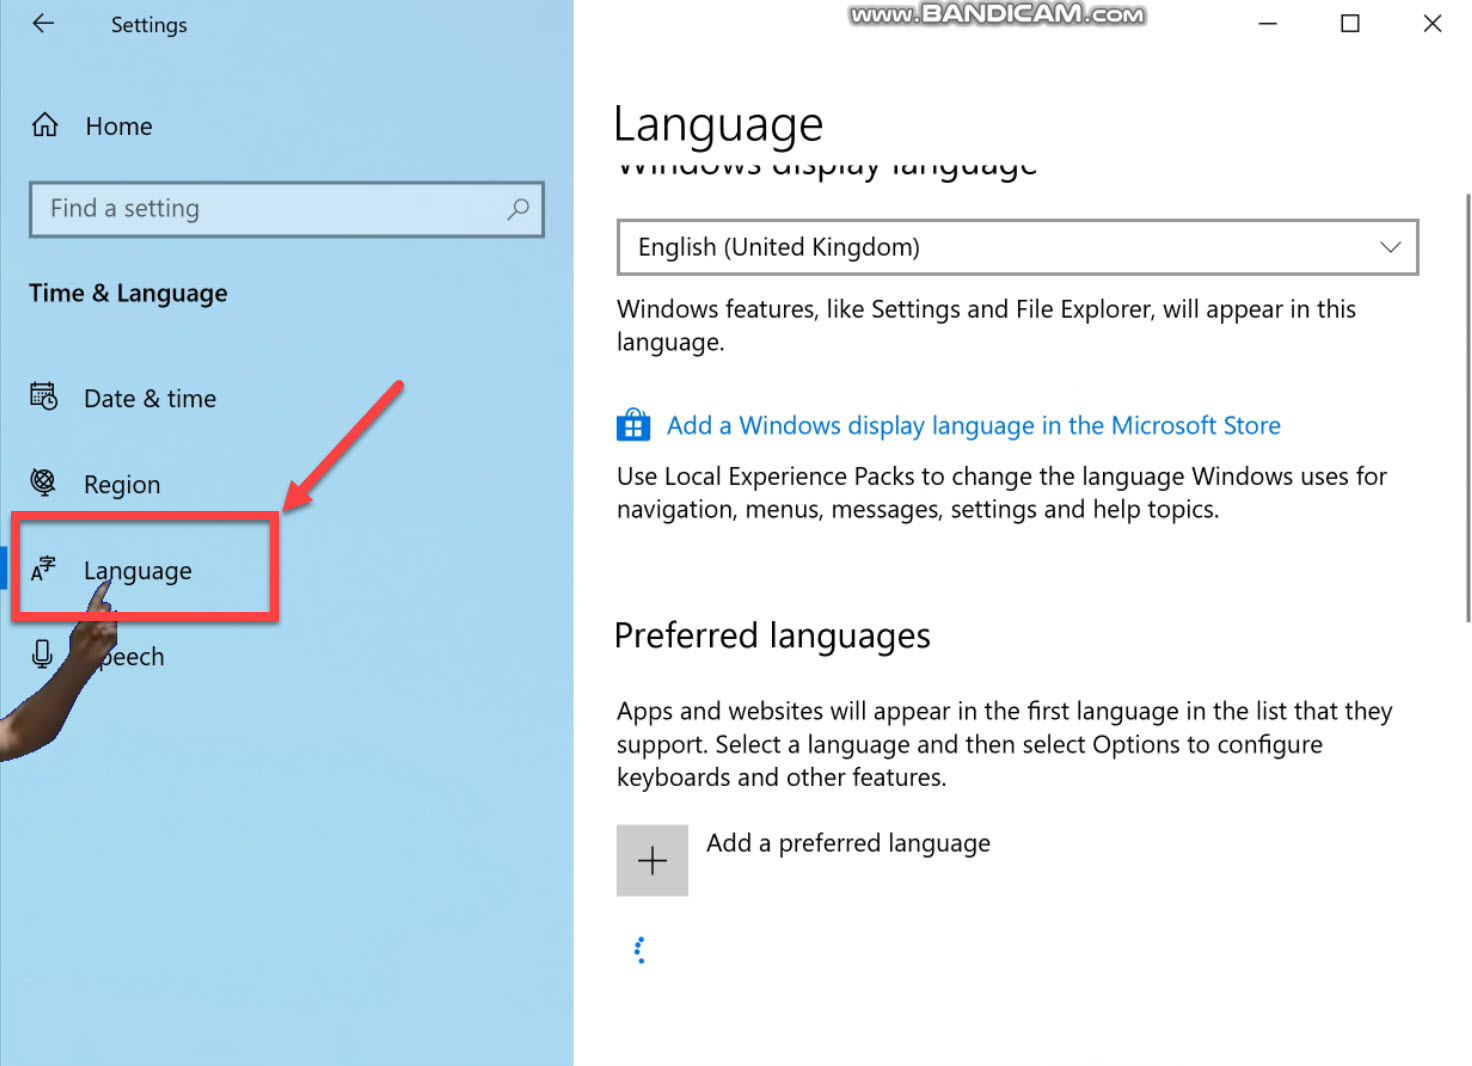 www.BANDICAM.com
Settings
Home
Find a setting
Time & Language
Date & time
Region
Language
Language
Windows display language
English (United Kingdom)
Windows features, like Settings and File Explorer, will appear in this
language.
Add a Windows display language in the Microsoft Store
Use Local Experience Packs to change the language Windows uses for
navigation, menus, messages, settings and help topics.
Preferred languages
Apps and websites will appear in the first language in the list that they
support. Select a language and then select Options to configure
keyboards and other features.
Add a preferred language